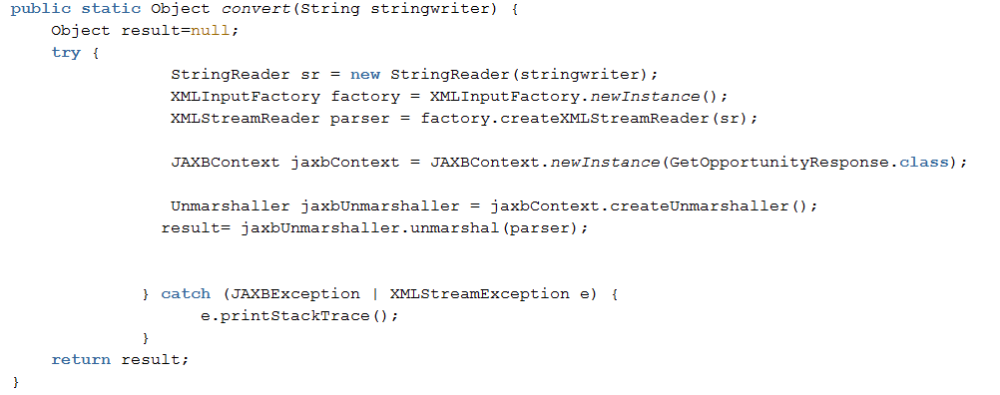 public static Object convert(String stringwriter) {
Object result=null;
try {
StringReader sr = new StringReader(stringwriter);
XMLInputFactory factory = XMLInputFactory.newInstance();
XMLStreamReader parser = factory.createXMLStreamReader(sr);
JAXBContext jaxbContext = JAXBContext.newInstance(GetOpportunityResponse.class);
Unmarshaller jaxbUnmarshaller = jaxbContext.createUnmarshaller();
result= jaxbUnmarshaller.unmarshal(parser);
} catch (JAXBException | XMLStreamException e) {
e.printStackTrace();
}
return result;
}